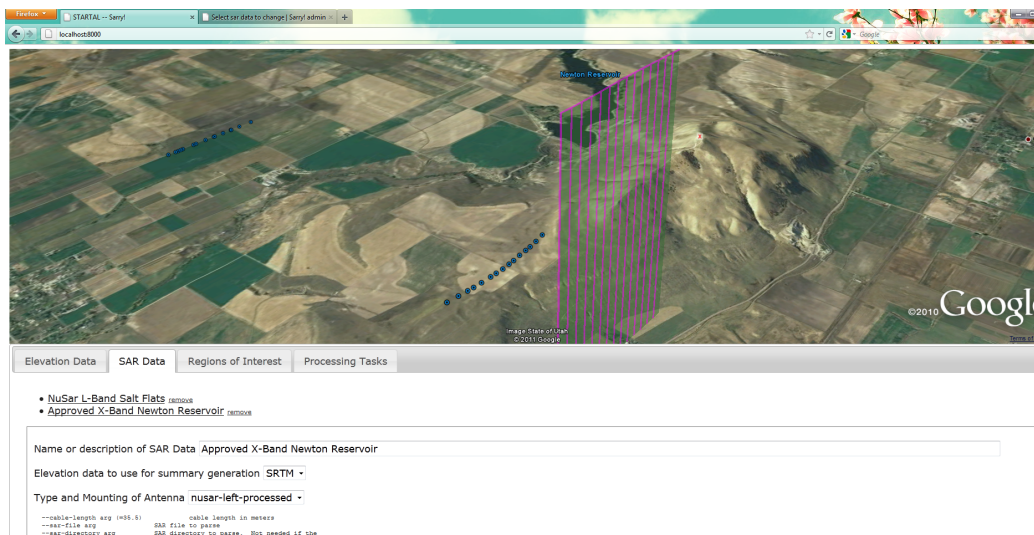 Firefox
STARTAL -- Sarry!
Select sar data to change | Sarry! admin
localhost:8000
Google
Newton Reservoir
Image State of Utah
© 2011 Google
©2010 Google
Terms of
Elevation Data
SAR Data
Regions of Interest
Processing Tasks
NuSar L-Band Salt Flats remove
Approved X-Band Newton Reservoir remove
Name or description of SAR Data Approved X-Band Newton Reservoir
Elevation data to use for summary generation SRTM
Type and Mounting of Antenna nusar-left-processed
--cable-length arg (=35.5) cable length in meters
--sar-file arg SAR file to parse
--sar-directory arg SAR directory to parse. Not needed if the